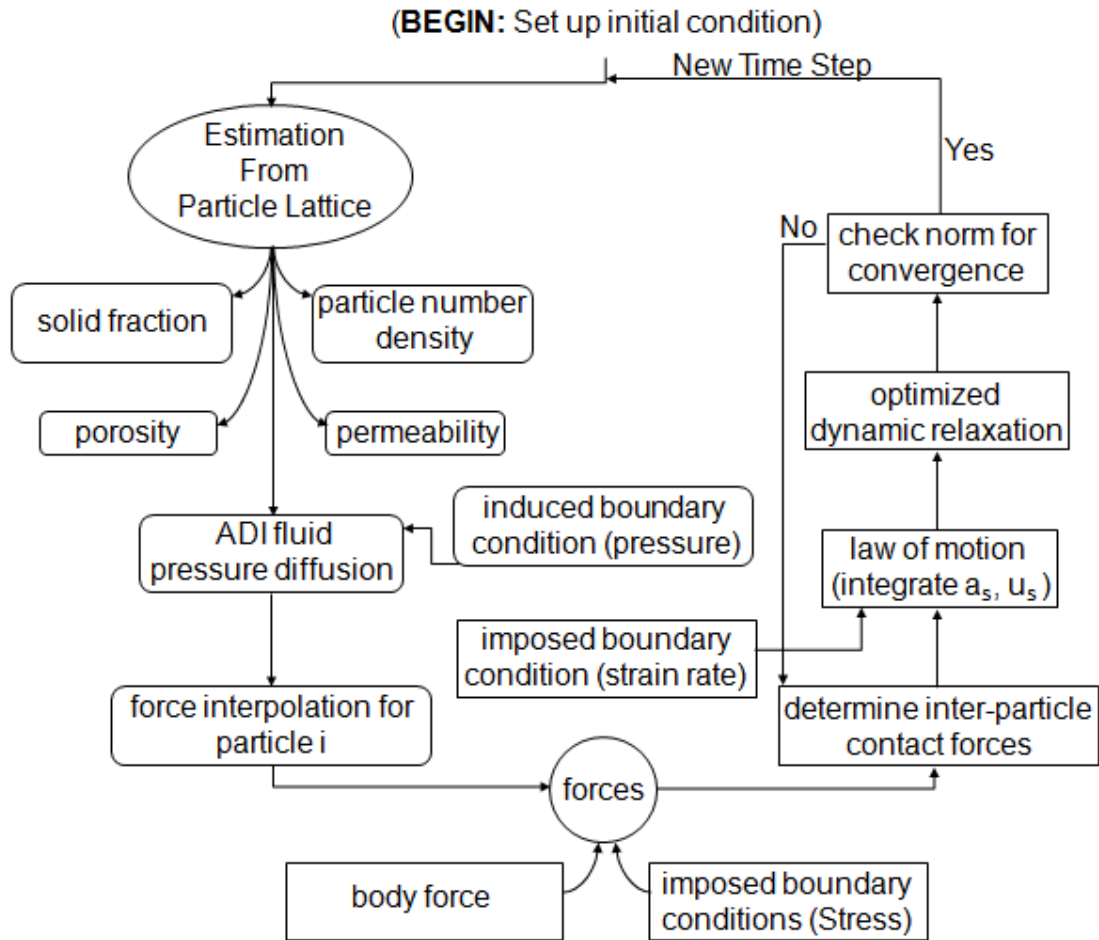 (BEGIN: Set up initial condition)
New Time Step
Estimation
From
Particle Lattice
Yes
No
check norm for
convergence
solid fraction
particle number
density
optimized
dynamic relaxation
porosity
permeability
ADI fluid
pressure diffusion
induced boundary
condition (pressure)
law of motion
(integrate aₛ, uₛ )
imposed boundary
condition (strain rate)
force interpolation for
particle i
determine inter-particle
contact forces
forces
body force
imposed boundary
conditions (Stress)